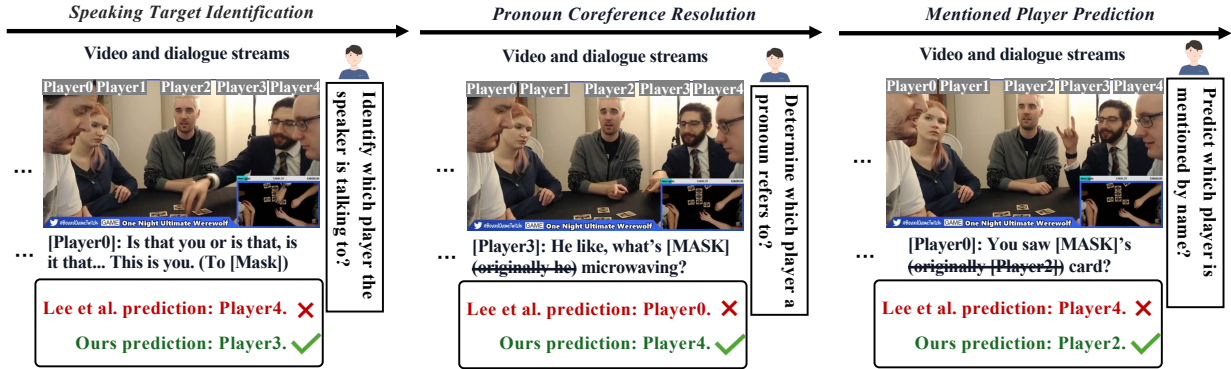 Speaking Target Identification
Video and dialogue streams
Player0 Player1 Player2 Player3 Player4
GAME One Night Ultimate Werewolf
...
...
[Player0]: Is that you or is that, is
it that... This is you. (To [Mask])
Identify which player the
speaker is talking to?
Lee et al. prediction: Player4.
Ours prediction: Player3.
Pronoun Coreference Resolution
Video and dialogue streams
Player0 Player1 Player2 Player3 Player4
GAME One Night Ultimate Werewolf
...
...
[Player3]: He like, what's [MASK]
(originally he) microwaving?
Determine which player a
pronoun refers to?
Lee et al. prediction: Player0.
Ours prediction: Player4.
Mentioned Player Prediction
Video and dialogue streams
Player0 Player1 Player2 Player3 Player4
GAME One Night Ultimate Werewolf
...
...
[Player0]: You saw [MASK]'s
(originally [Player2]) card?
Predict which player is
mentioned by name?
Lee et al. prediction: Player4.
Ours prediction: Player2.